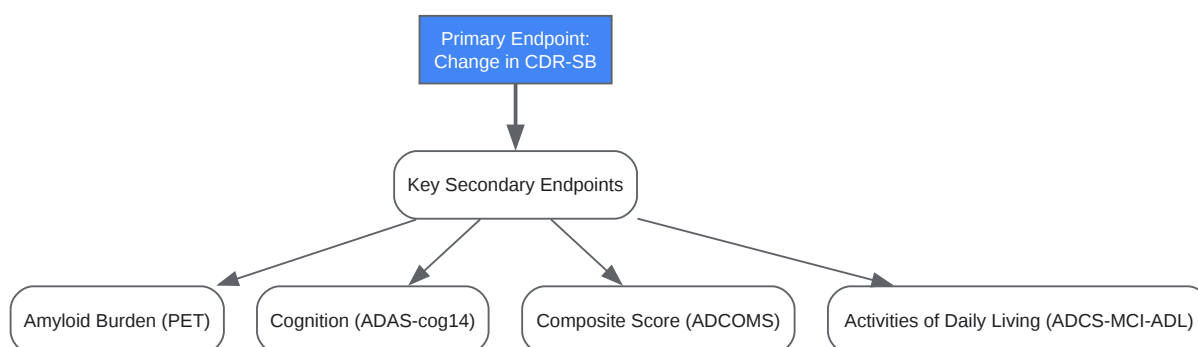 Primary Endpoint:
Change in CDR-SB
Key Secondary Endpoints
Amyloid Burden (PET)
Cognition (ADAS-cog14)
Composite Score (ADCOMS)
Activities of Daily Living (ADCS-MCI-ADL)